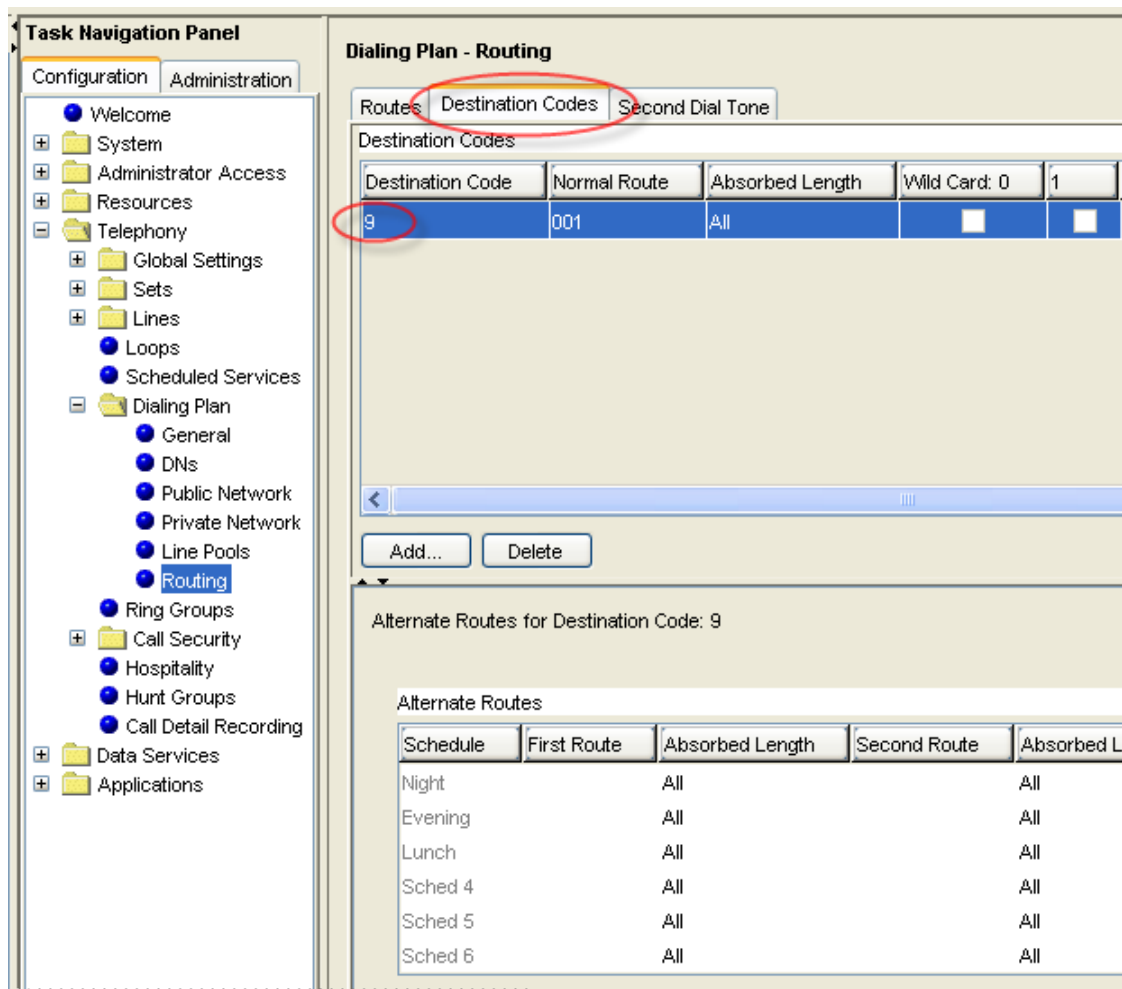 Task Navigation Panel
Configuration
Administration
Welcome
System
Administrator Access
Resources
Telephony
Global Settings
Sets
Lines
Loops
Scheduled Services
Dialing Plan
General
DNs
Public Network
Private Network
Line Pools
Routing
Ring Groups
Call Security
Hospitality
Hunt Groups
Call Detail Recording
Data Services
Applications
Dialing Plan - Routing
Routes Destination Codes Second Dial Tone
Destination Codes
Destination Code Normal Route Absorbed Length Wild Card: 0 1
9 001 All
Add... Delete
Alternate Routes for Destination Code: 9
Alternate Routes
Schedule First Route Absorbed Length Second Route Absorbed L
Night All All
Evening All All
Lunch All All
Sched 4 All All
Sched 5 All All
Sched 6 All All